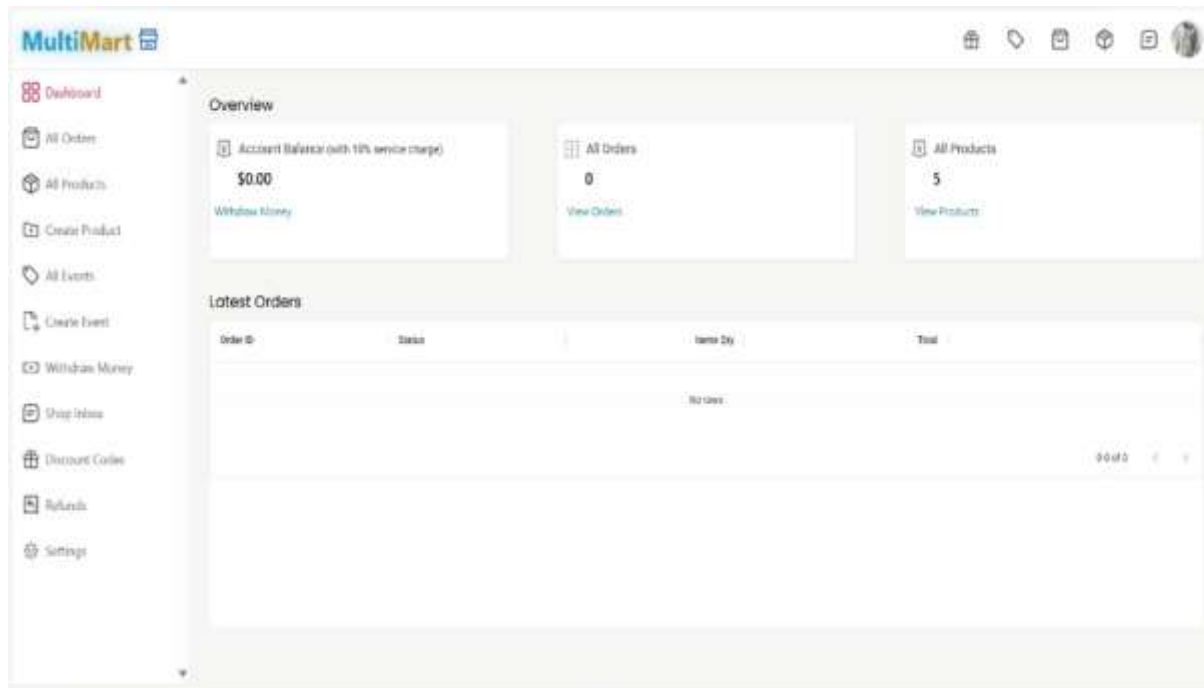 MultiMart
Dashboard
All Orders
All Products
Create Product
All Events
Create Event
Withdraw Money
Shop Inbox
Discount Codes
Refunds
Settings
Overview
Account Balance (with 10% service charge)
$0.00
Withdraw Money
All Orders
0
View Orders
All Products
5
View Products
Latest Orders
Order ID Status Items Qty Total
No rows